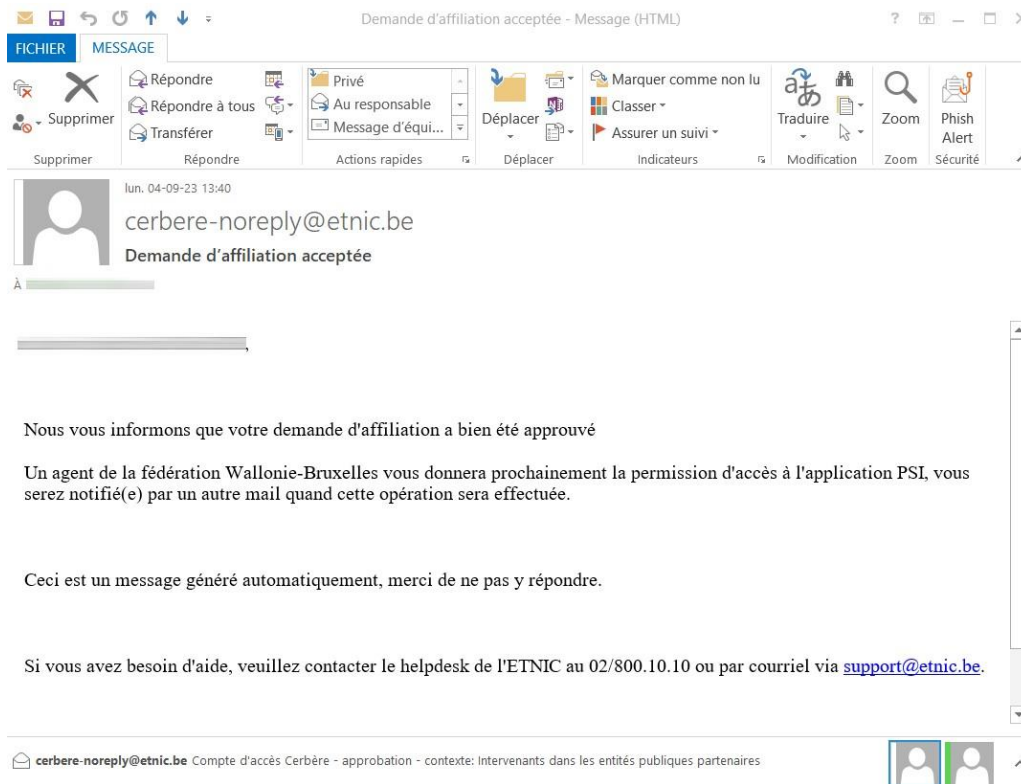 Demande d'affiliation acceptée - Message (HTML)
?
FICHIER MESSAGE
Supprimer
Répondre
Répondre à tous
Transférer
Privé
Au responsable
Message d'équi...
Déplacer
Marquer comme non lu
Classer
Assurer un suivi
Traduire
Zoom
Phish Alert
Supprimer Répondre Actions rapides Déplacer Indicateurs Modification Zoom Sécurité
lun. 04-09-23 13:40
cerbere-noreply@etnic.be
Demande d'affiliation acceptée
À
,
Nous vous informons que votre demande d'affiliation a bien été approuvé
Un agent de la fédération Wallonie-Bruxelles vous donnera prochainement la permission d'accès à l'application PSI, vous
serez notifié(e) par un autre mail quand cette opération sera effectuée.
Ceci est un message généré automatiquement, merci de ne pas y répondre.
Si vous avez besoin d'aide, veuillez contacter le helpdesk de l'ETNIC au 02/800.10.10 ou par courriel via support@etnic.be.
cerbere-noreply@etnic.be Compte d'accès Cerbère - approbation - contexte: Intervenants dans les entités publiques partenaires